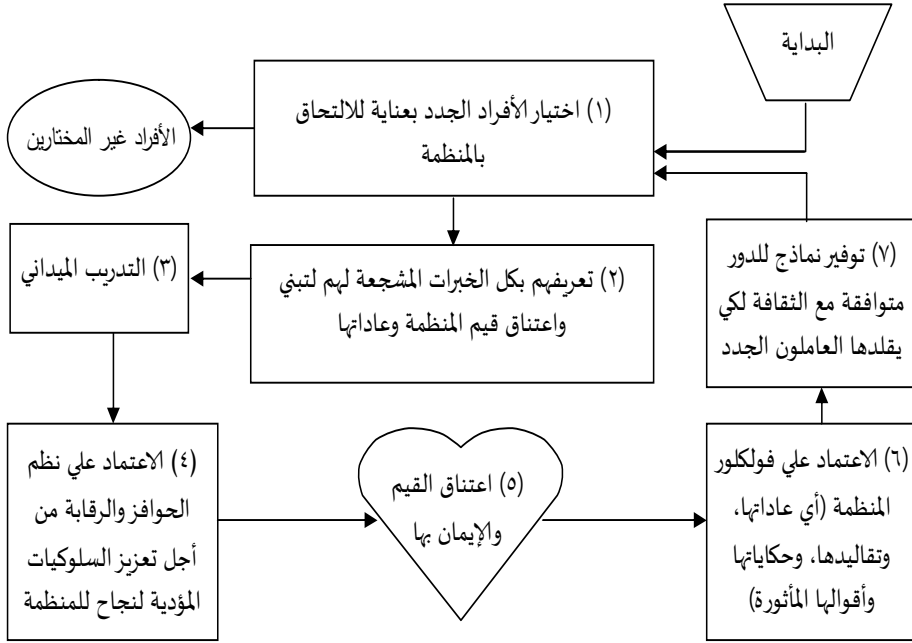 البداية
(١) اختيار الأفراد الجدد بعناية للالتحاق
بالمنظمة
الأفراد غير المختارين
(٢) تعريفهم بكل الخبرات المشجعة لهم لتبني
واعتناق قيم المنظمة وعاداتها
(٣) التدريب الميداني
(٤) الاعتماد علي نظم
الحوافز والرقابة من
أجل تعزيز السلوكيات
المؤدية لنجاح للمنظمة
(٥) اعتناق القيم
والإيمان بها
(٦) الاعتماد علي فولكلور
المنظمة (أي عاداتها،
وتقاليدها، وحكاياتها
وأقوالها المأثورة)
(٧) توفير نماذج للدور
متوافقة مع الثقافة لكي
يقلدها العاملون الجدد